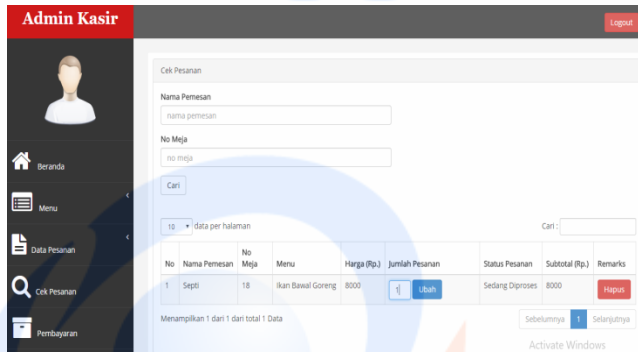 Admin Kasir
Logout
Cek Pesanan
Nama Pemesan
nama pemesan
No Meja
no meja
Cari
Beranda
Menu
Data Pesanan
Cek Pesanan
Pembayaran
10 data per halaman
Cari :
No Nama Pemesan No Meja Menu Harga (Rp.) Jumlah Pesanan Status Pesanan Subtotal (Rp.) Remarks
1 Septi 18 Ikan Bawal Goreng 8000 1 Ubah Sedang Diproses 8000 Hapus
Menampilkan 1 dari 1 dari total 1 Data
Sebelumnya 1 Selanjutnya
Activate Windows